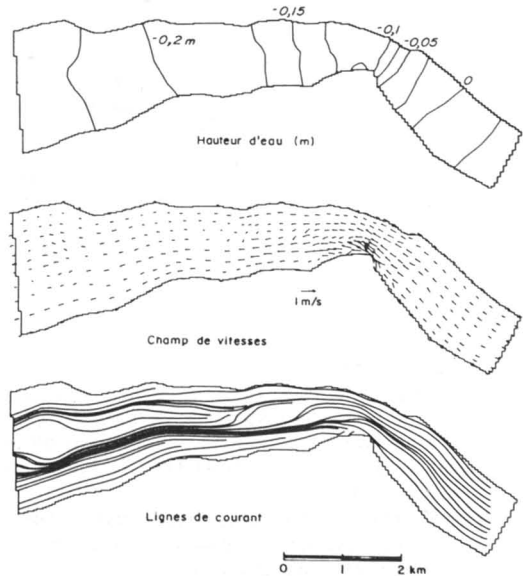 -0,2 m
-0,15
-0,1
-0,05
0
Hauteur d'eau (m)
1 m/s
Champ de vitesses
Lignes de courant
0 1 2 km